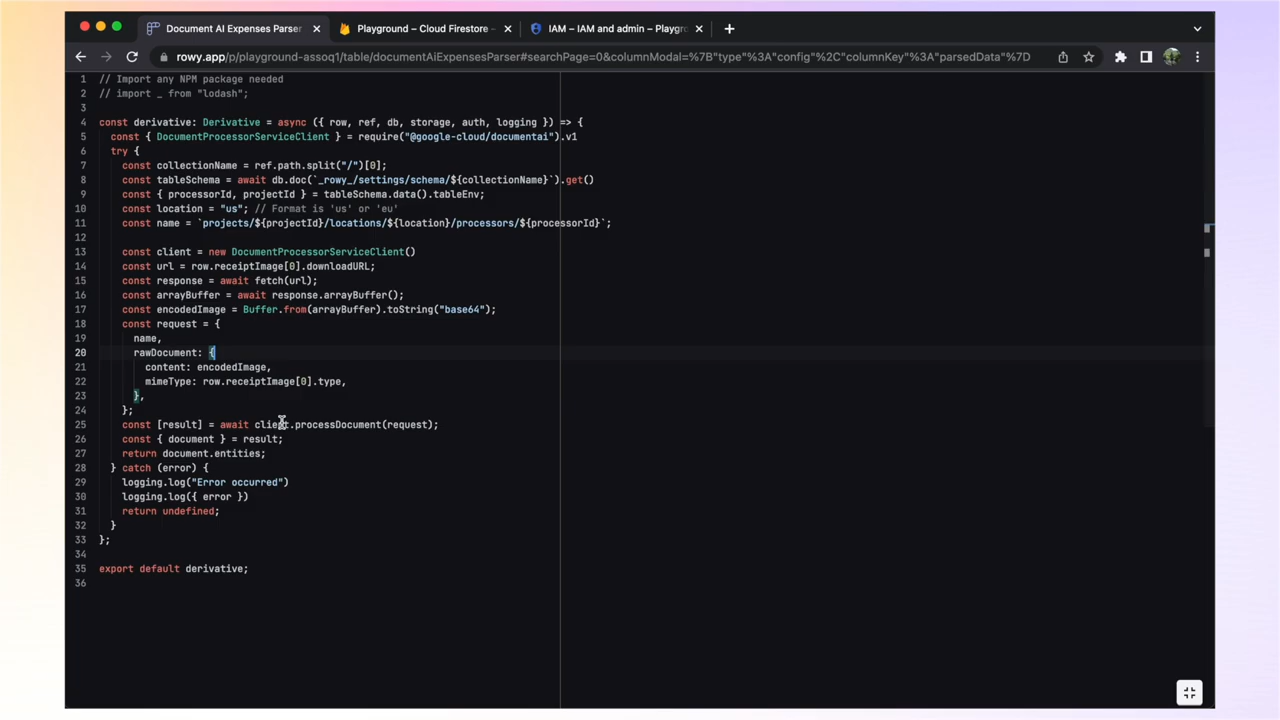 Document AI Expenses Parser
Playground – Cloud Firestore –
IAM – IAM and admin – Playgr
rowy.app/p/playground-assoq1/table/documentAiExpensesParser#searchPage=0&columnModal=%7B"type"%3A"config"%2C"columnKey"%3A"parsedData"%7D
1 // Import any NPM package needed
2 // import _ from "lodash";
3
4 const derivative: Derivative = async ({ row, ref, db, storage, auth, logging }) => {
5 const { DocumentProcessorServiceClient } = require("@google-cloud/documentai").v1
6 try {
7 const collectionName = ref.path.split("/")[0];
8 const tableSchema = await db.doc(`_rowy_/settings/schema/${collectionName}`).get()
9 const { processorId, projectId } = tableSchema.data().tableEnv;
10 const location = "us"; // Format is 'us' or 'eu'
11 const name = `projects/${projectId}/locations/${location}/processors/${processorId}`;
12
13 const client = new DocumentProcessorServiceClient()
14 const url = row.receiptImage[0].downloadURL;
15 const response = await fetch(url);
16 const arrayBuffer = await response.arrayBuffer();
17 const encodedImage = Buffer.from(arrayBuffer).toString("base64");
18 const request = {
19 name,
20 rawDocument: {
21 content: encodedImage,
22 mimeType: row.receiptImage[0].type,
23 },
24 };
25 const [result] = await client.processDocument(request);
26 const { document } = result;
27 return document.entities;
28 } catch (error) {
29 logging.log("Error occurred")
30 logging.log({ error })
31 return undefined;
32 }
33 };
34
35 export default derivative;
36